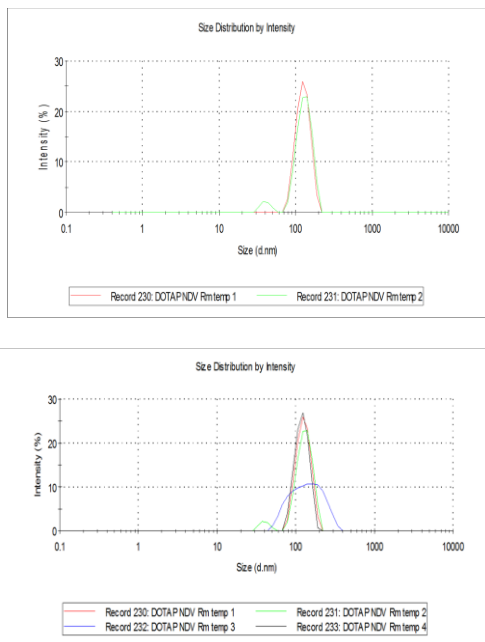 Size Distribution by Intensity
30
20
10
0
Intensity (%)
0.1 1 10 100 1000 10000
Size (d.nm)
Record 230: DOTAP NDV Rm temp 1 Record 231: DOTAP NDV Rm temp 2
Size Distribution by Intensity
30
20
10
0
Intensity (%)
0.1 1 10 100 1000 10000
Size (d.nm)
Record 230: DOTAP NDV Rm temp 1 Record 231: DOTAP NDV Rm temp 2
Record 232: DOTAP NDV Rm temp 3 Record 233: DOTAP NDV Rm temp 4